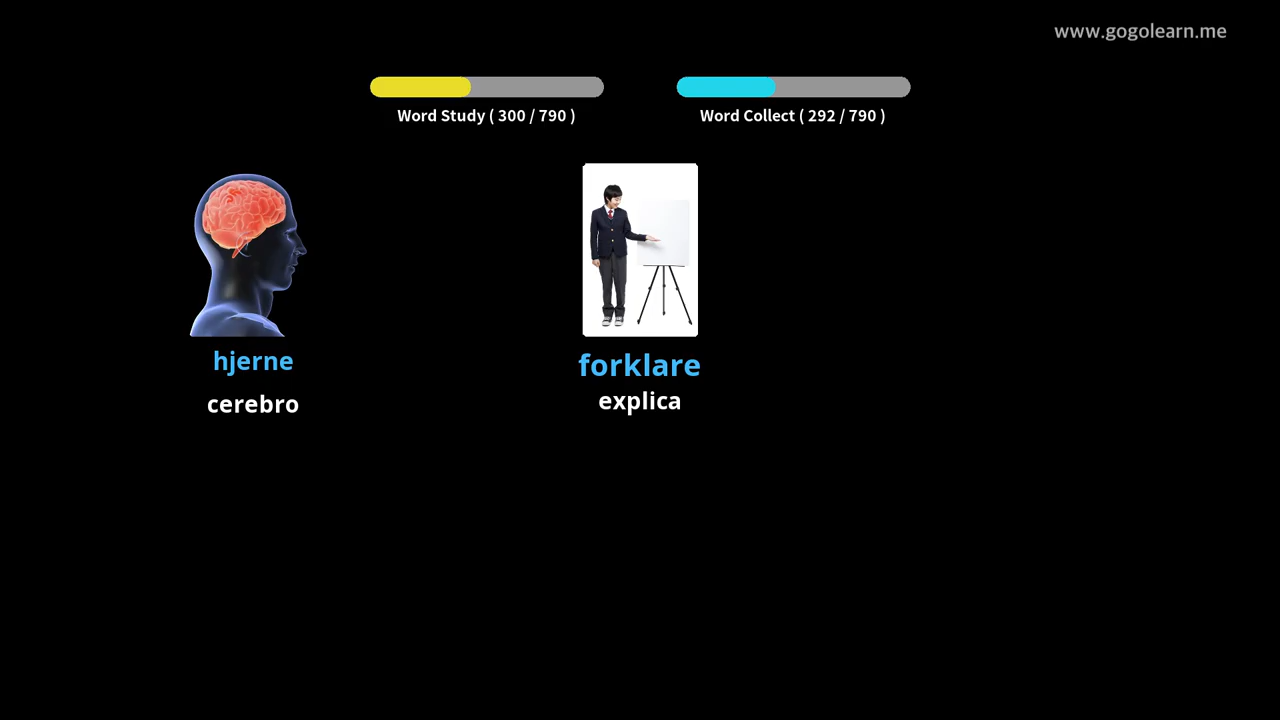 www.gogolearn.me
Word Study ( 300 / 790 )
Word Collect ( 292 / 790 )
hjerne
cerebro
forklare
explica